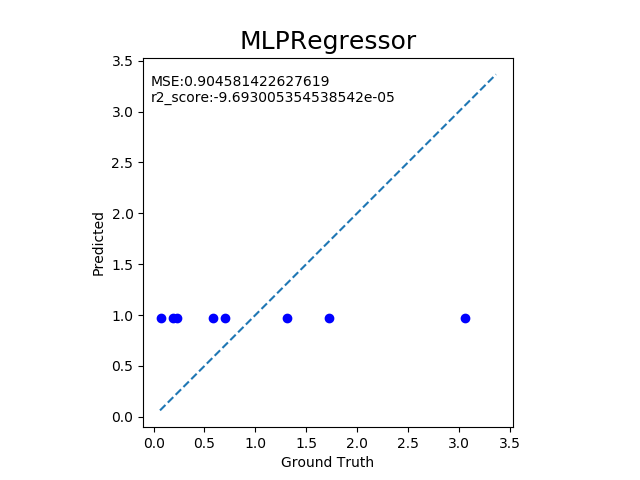 MLPRegressor
MSE:0.904581422627619
r2_score:-9.693005354538542e-05
3.5
3.0
2.5
2.0
1.5
1.0
0.5
0.0
Predicted
0.0 0.5 1.0 1.5 2.0 2.5 3.0 3.5
Ground Truth